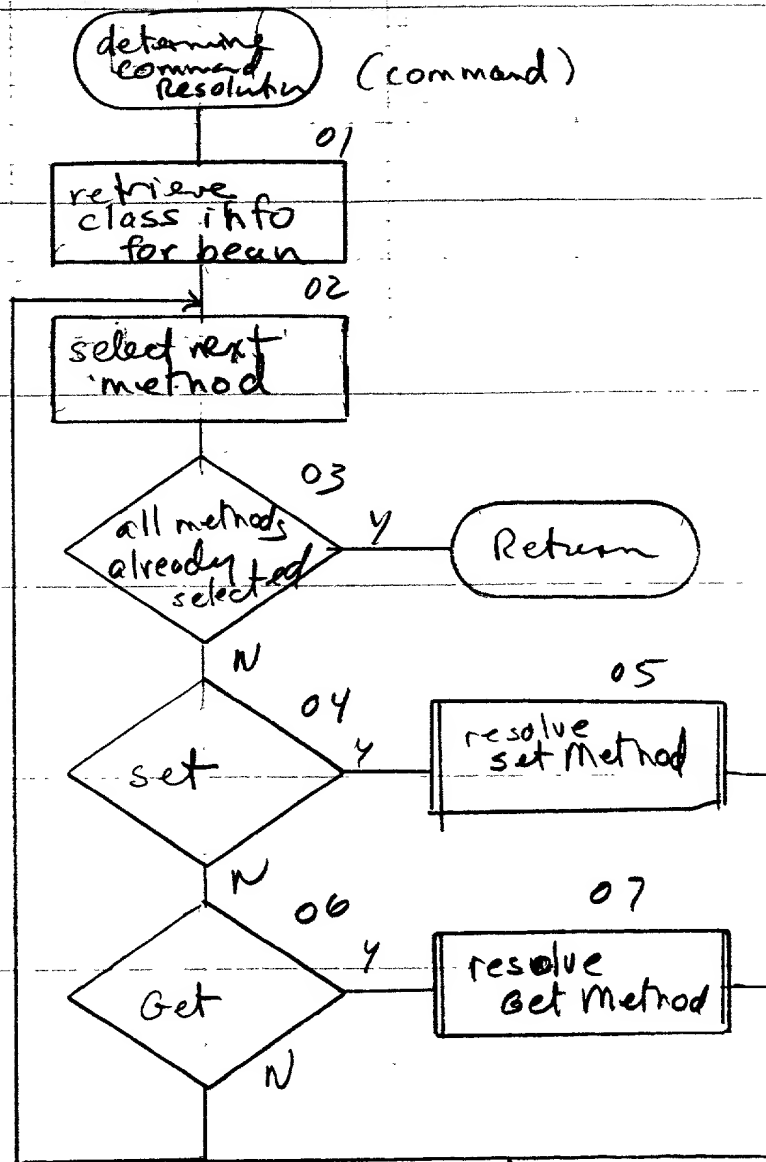 determine
command
Resolution
(command)
01
retrieve
class info
for bean
02
select next
method
03
all methods
already
selected
Y
Return
N
04
set
Y
05
resolve
set Method
N
06
Get
Y
07
resolve
Get Method
N